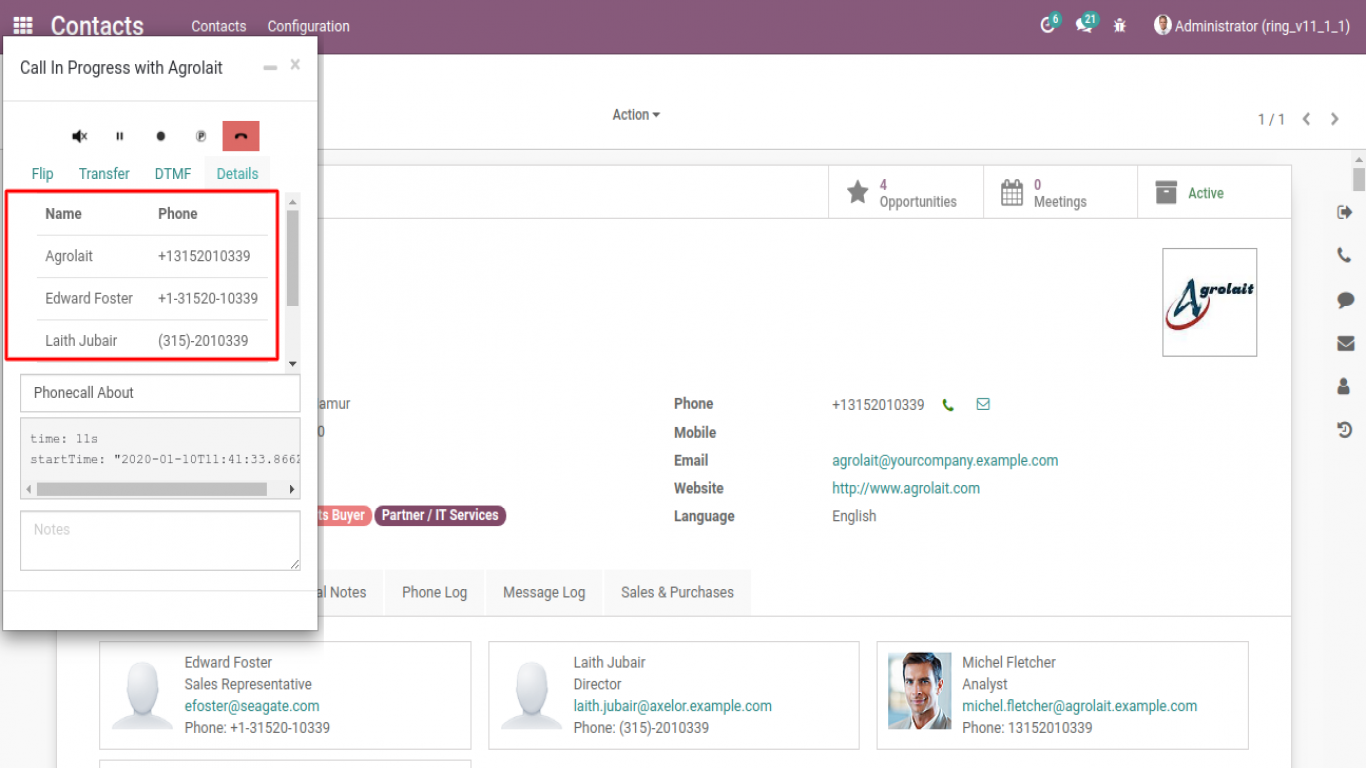 Contacts
Contacts
Configuration
6
21
Administrator (ring_v11_1_1)
Call In Progress with Agrolait
Action
1 / 1
Flip
Transfer
DTMF
Details
Name Phone
Agrolait +13152010339
Edward Foster +1-31520-10339
Laith Jubair (315)-2010339
Phonecall About
time: 11s
startTime: "2020-01-10T11:41:33.866
Notes
4
Opportunities
0
Meetings
Active
Agrolait
amur
0
ts Buyer
Partner / IT Services
Phone +13152010339
Mobile
Email agrolait@yourcompany.example.com
Website http://www.agrolait.com
Language English
al Notes
Phone Log
Message Log
Sales & Purchases
Edward Foster
Sales Representative
efoster@seagate.com
Phone: +1-31520-10339
Laith Jubair
Director
laith.jubair@axelor.example.com
Phone: (315)-2010339
Michel Fletcher
Analyst
michel.fletcher@agrolait.example.com
Phone: 13152010339